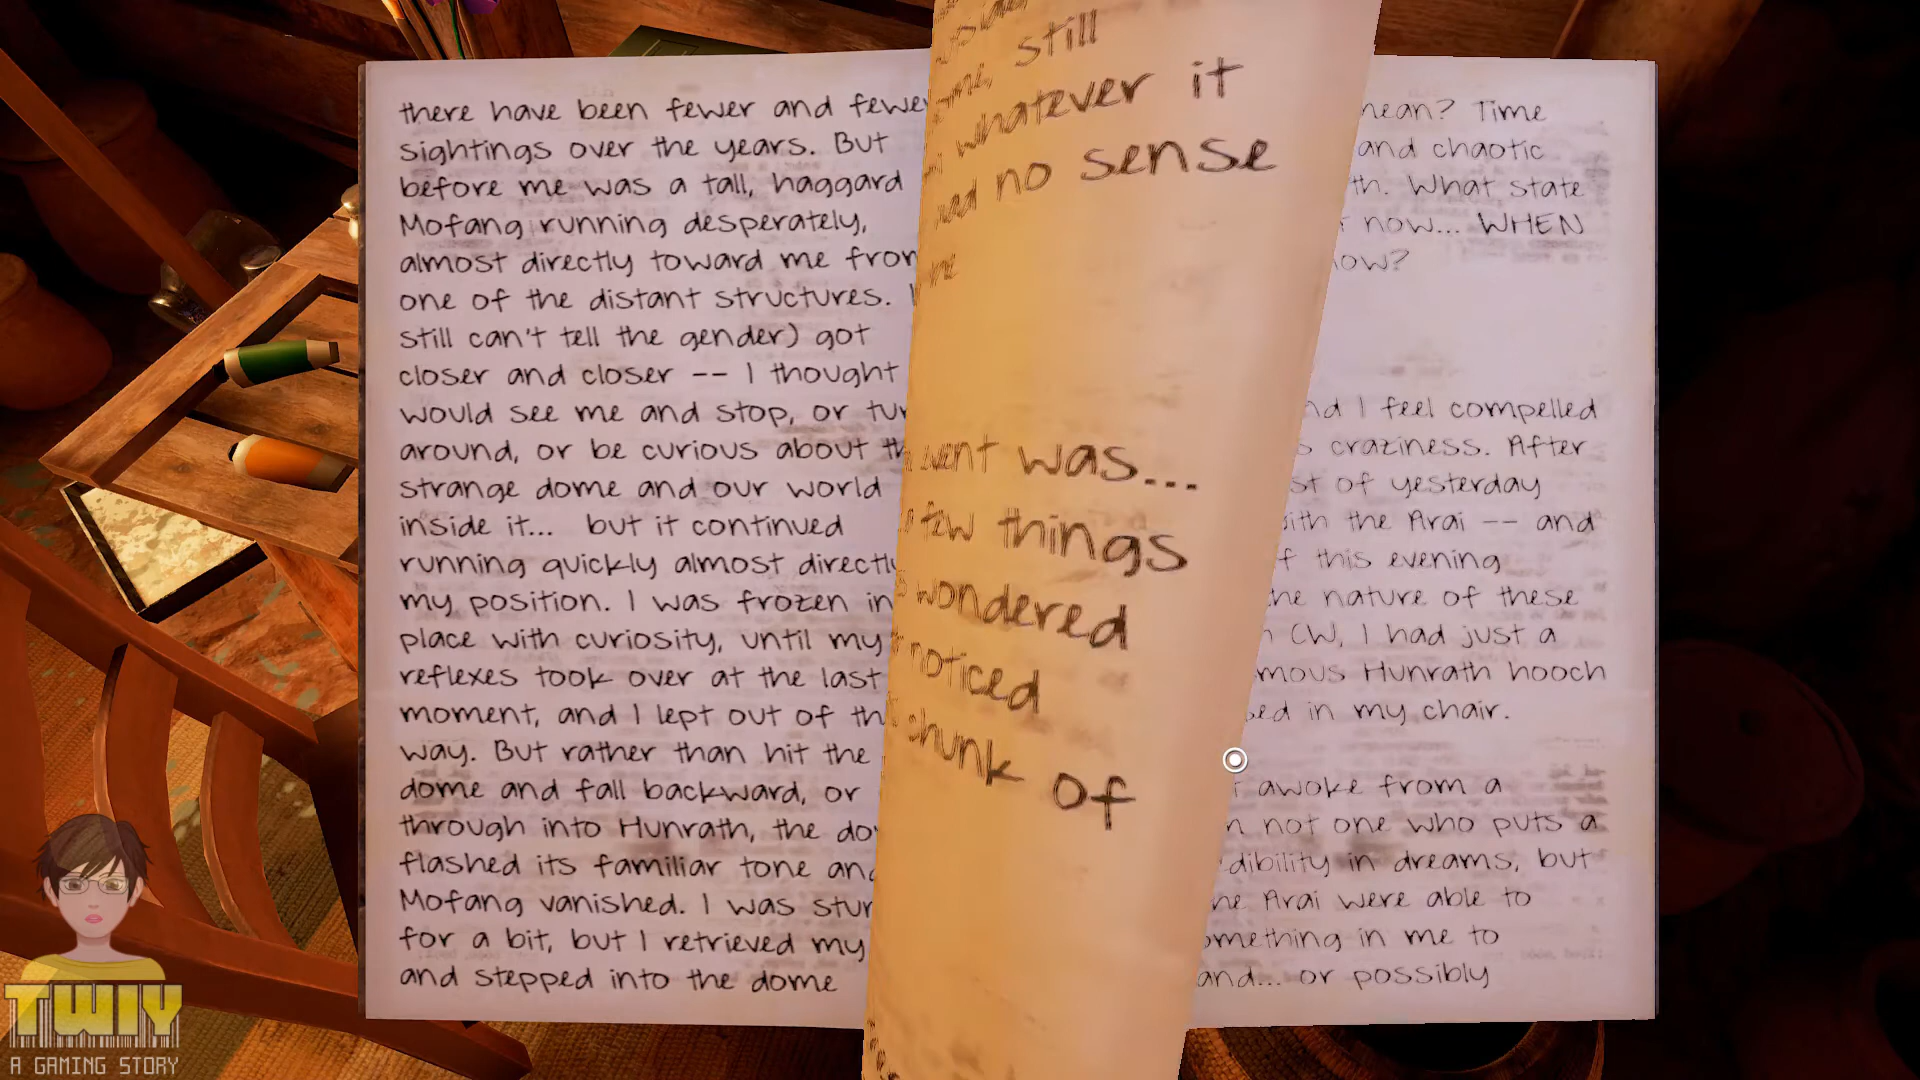 there have been fewer and fewer
sightings over the years. But
before me was a tall, haggard
Mofang running desperately,
almost directly toward me from
one of the distant structures.
still can't tell the gender) got
closer and closer -- I thought
would see me and stop, or
around, or be curious about
strange dome and our world
inside it... but it continued
running quickly almost directly
my position. I was frozen in
place with curiosity, until my
reflexes took over at the last
moment, and I lept out of
way. But rather than hit the
dome and fall backward, or
through into Hunrath, the
flashed its familiar tone
Mofang vanished. I was
for a bit, but I retrieved my
and stepped into the dome
still
whatever it
no sense
went was...
few things
wondered
noticed
chunk of
mean? Time
and chaotic
What state
now... WHEN
now?
I feel compelled
craziness. After
of yesterday
with the Arai -- and
this evening
the nature of these
CW, I had just a
Hunrath hooch
in my chair.
awoke from a
not one who puts a
in dreams, but
Arai were able to
something in me to
or possibly
TWIY
A GAMING STORY